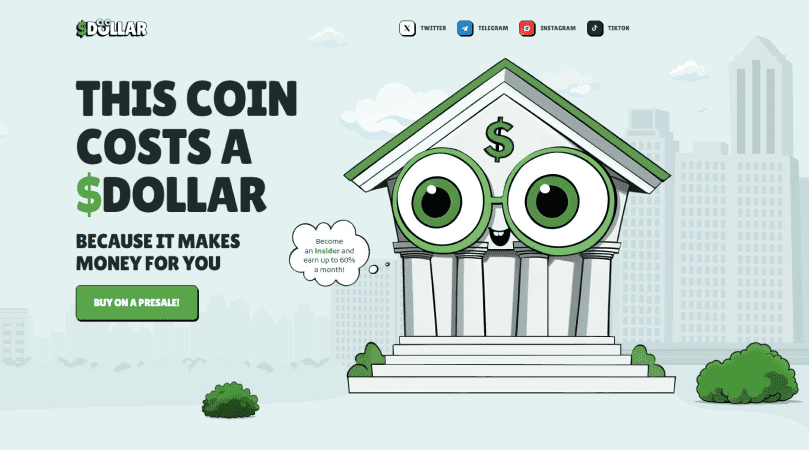 $DOLLAR
TWITTER
TELEGRAM
INSTAGRAM
TIKTOK
THIS COIN
COSTS A
$DOLLAR
BECAUSE IT MAKES
MONEY FOR YOU
BUY ON A PRESALE!
Become
an insider and
earn up to 60%
a month!
$